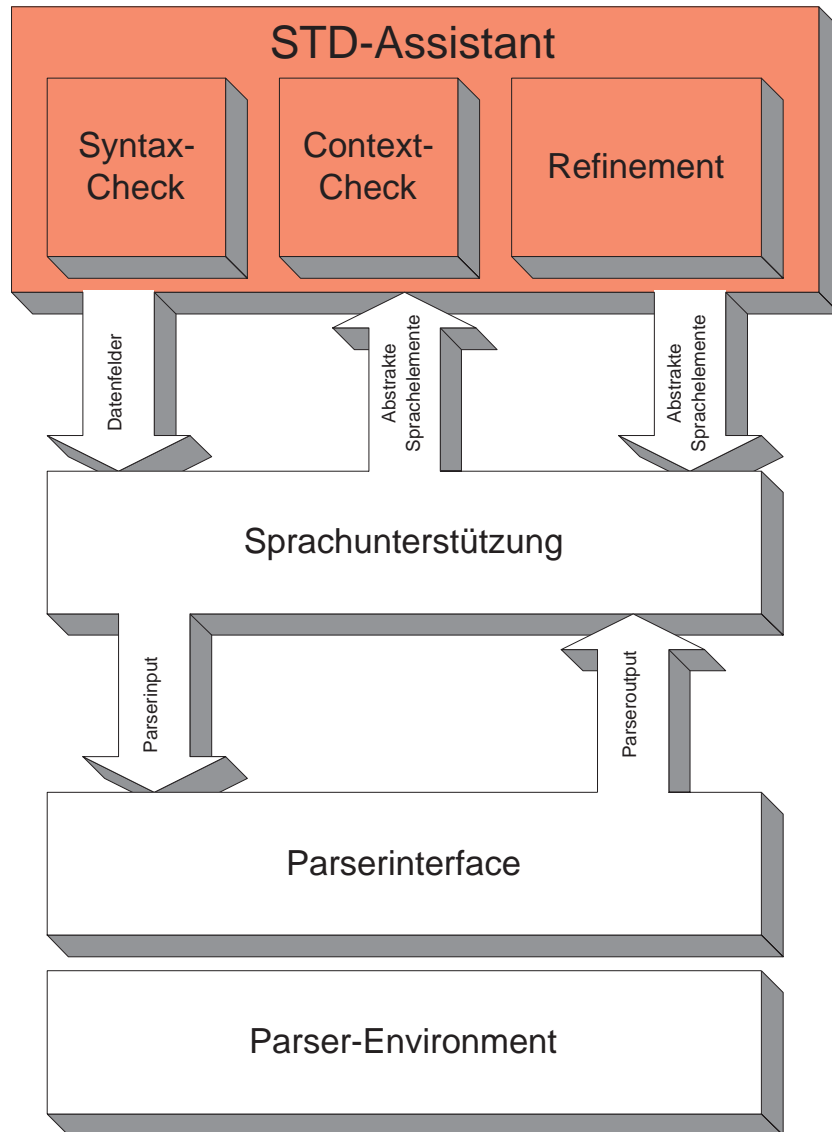 STD-Assistant
Syntax-
Check
Context-
Check
Refinement
Datenfelder
Abstrakte
Sprachelemente
Abstrakte
Sprachelemente
Sprachunterstützung
Parserinput
Parseroutput
Parserinterface
Parser-Environment